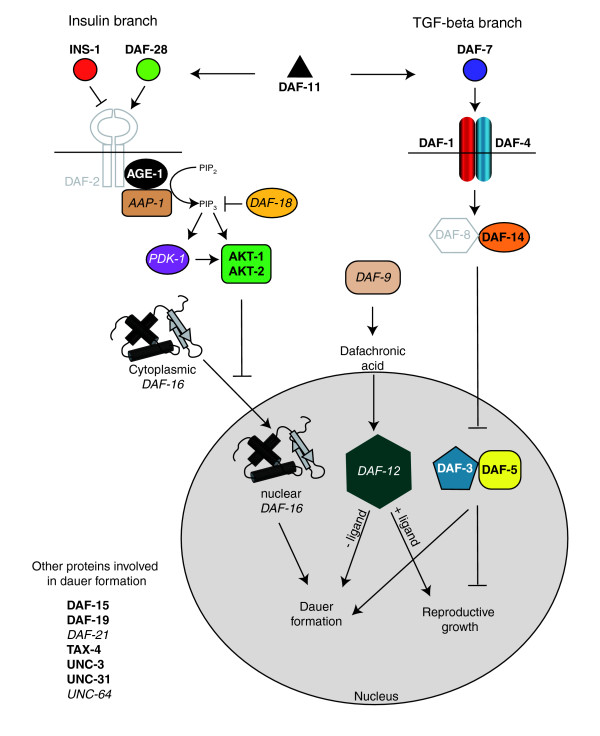 Insulin branch
TGF-beta branch
INS-1
DAF-28
DAF-7
DAF-11
DAF-1
DAF-4
DAF-2
AGE-1
AAP-1
PIP2
PIP3
DAF-18
DAF-8
DAF-14
PDK-1
AKT-1
AKT-2
DAF-9
Dafachronic
acid
Cytoplasmic
DAF-16
nuclear
DAF-16
DAF-12
DAF-3
DAF-5
- ligand
+ ligand
Dauer
formation
Reproductive
growth
Other proteins involved
in dauer formation
DAF-15
DAF-19
DAF-21
TAX-4
UNC-3
UNC-31
UNC-64
Nucleus